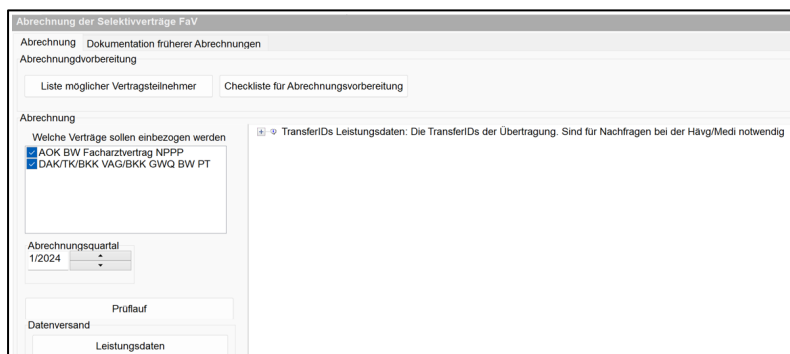 Abrechnung der Selektivverträge FaV
Abrechnung Dokumentation früherer Abrechnungen
Abrechnungdvorbereitung
Liste möglicher Vertragsteilnehmer Checkliste für Abrechnungsvorbereitung
Abrechnung
Welche Verträge sollen einbezogen werden
AOK BW Facharztvertrag NPPP
DAK/TK/BKK VAG/BKK GWQ BW PT
Abrechnungsquartal
1/2024
Prüflauf
Datenversand
Leistungsdaten
TransferIDs Leistungsdaten: Die TransferIDs der Übertragung. Sind für Nachfragen bei der Hävg/Medi notwendig